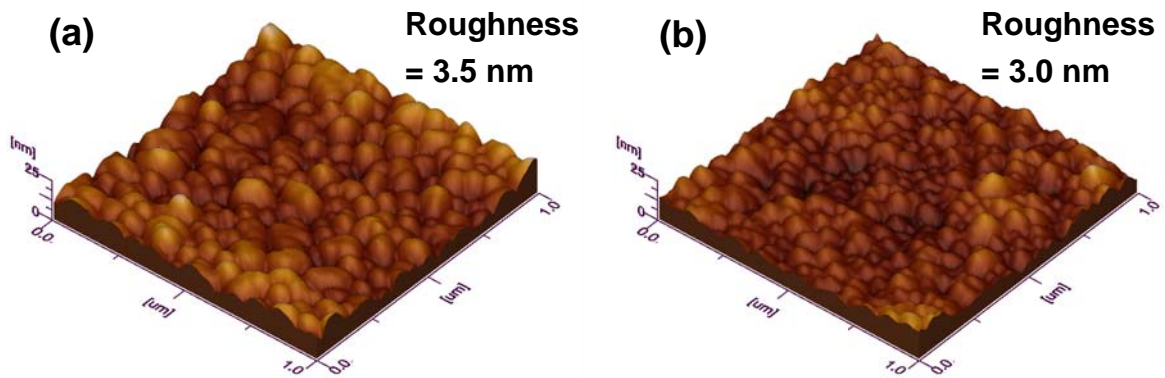 (a)
Roughness
= 3.5 nm
[nm]
25
0
0.0.
[um]
1.0
0.0.
[um]
1.0
(b)
Roughness
= 3.0 nm
[nm]
25
0
0.0.
[um]
1.0
0.0.
[um]
1.0